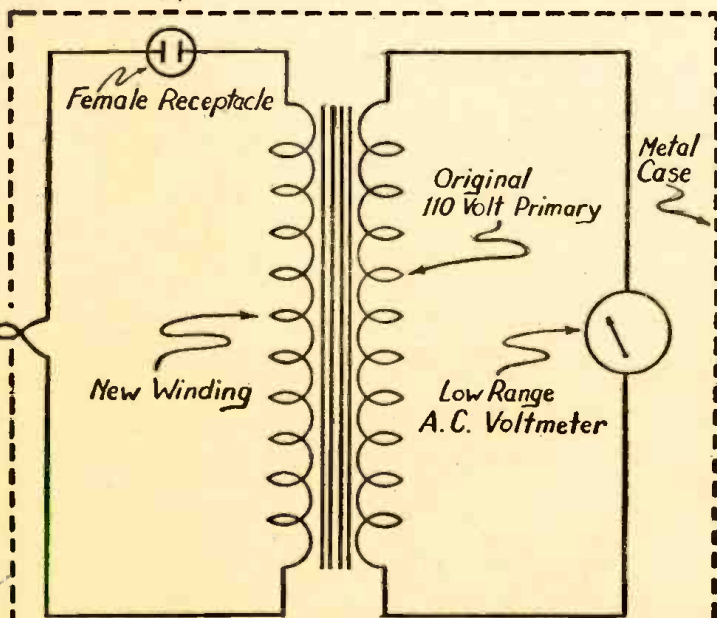 Female Receptacle
Original
110 Volt Primary
Metal
Case
New Winding
Low Range
A.C. Voltmeter